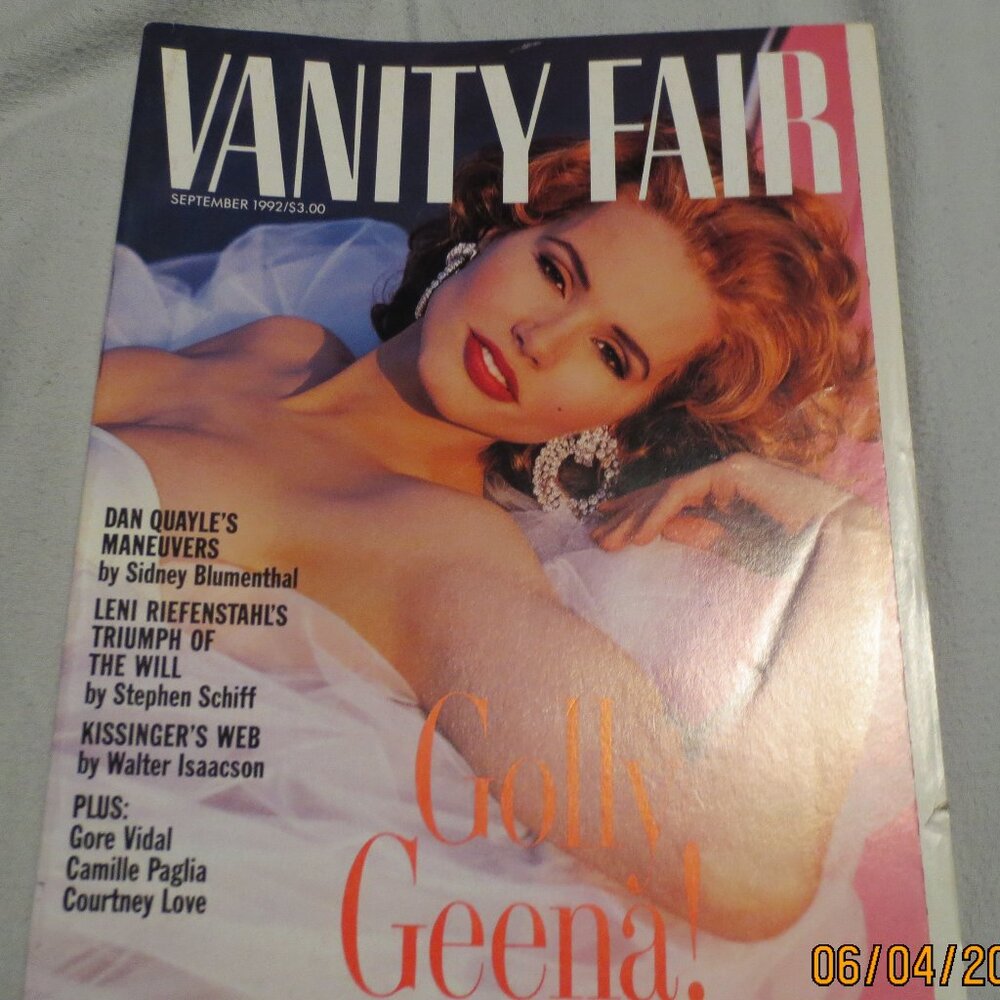 VANITY FAIR
SEPTEMBER 1992/$3.00
DAN QUAYLE'S
MANEUVERS
by Sidney Blumenthal
LENI RIEFENSTAHL'S
TRIUMPH OF
THE WILL
by Stephen Schiff
KISSINGER'S WEB
by Walter Isaacson
PLUS:
Gore Vidal
Camille Paglia
Courtney Love
Golly,
Geena!
06/04/20